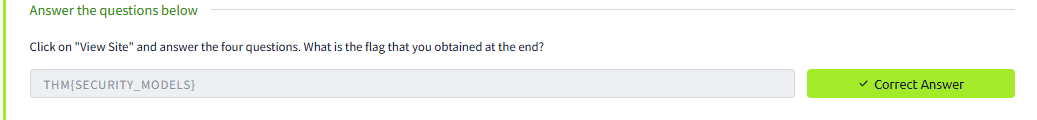 Answer the questions below
Click on "View Site" and answer the four questions. What is the flag that you obtained at the end?
THM{SECURITY_MODELS}
✓ Correct Answer